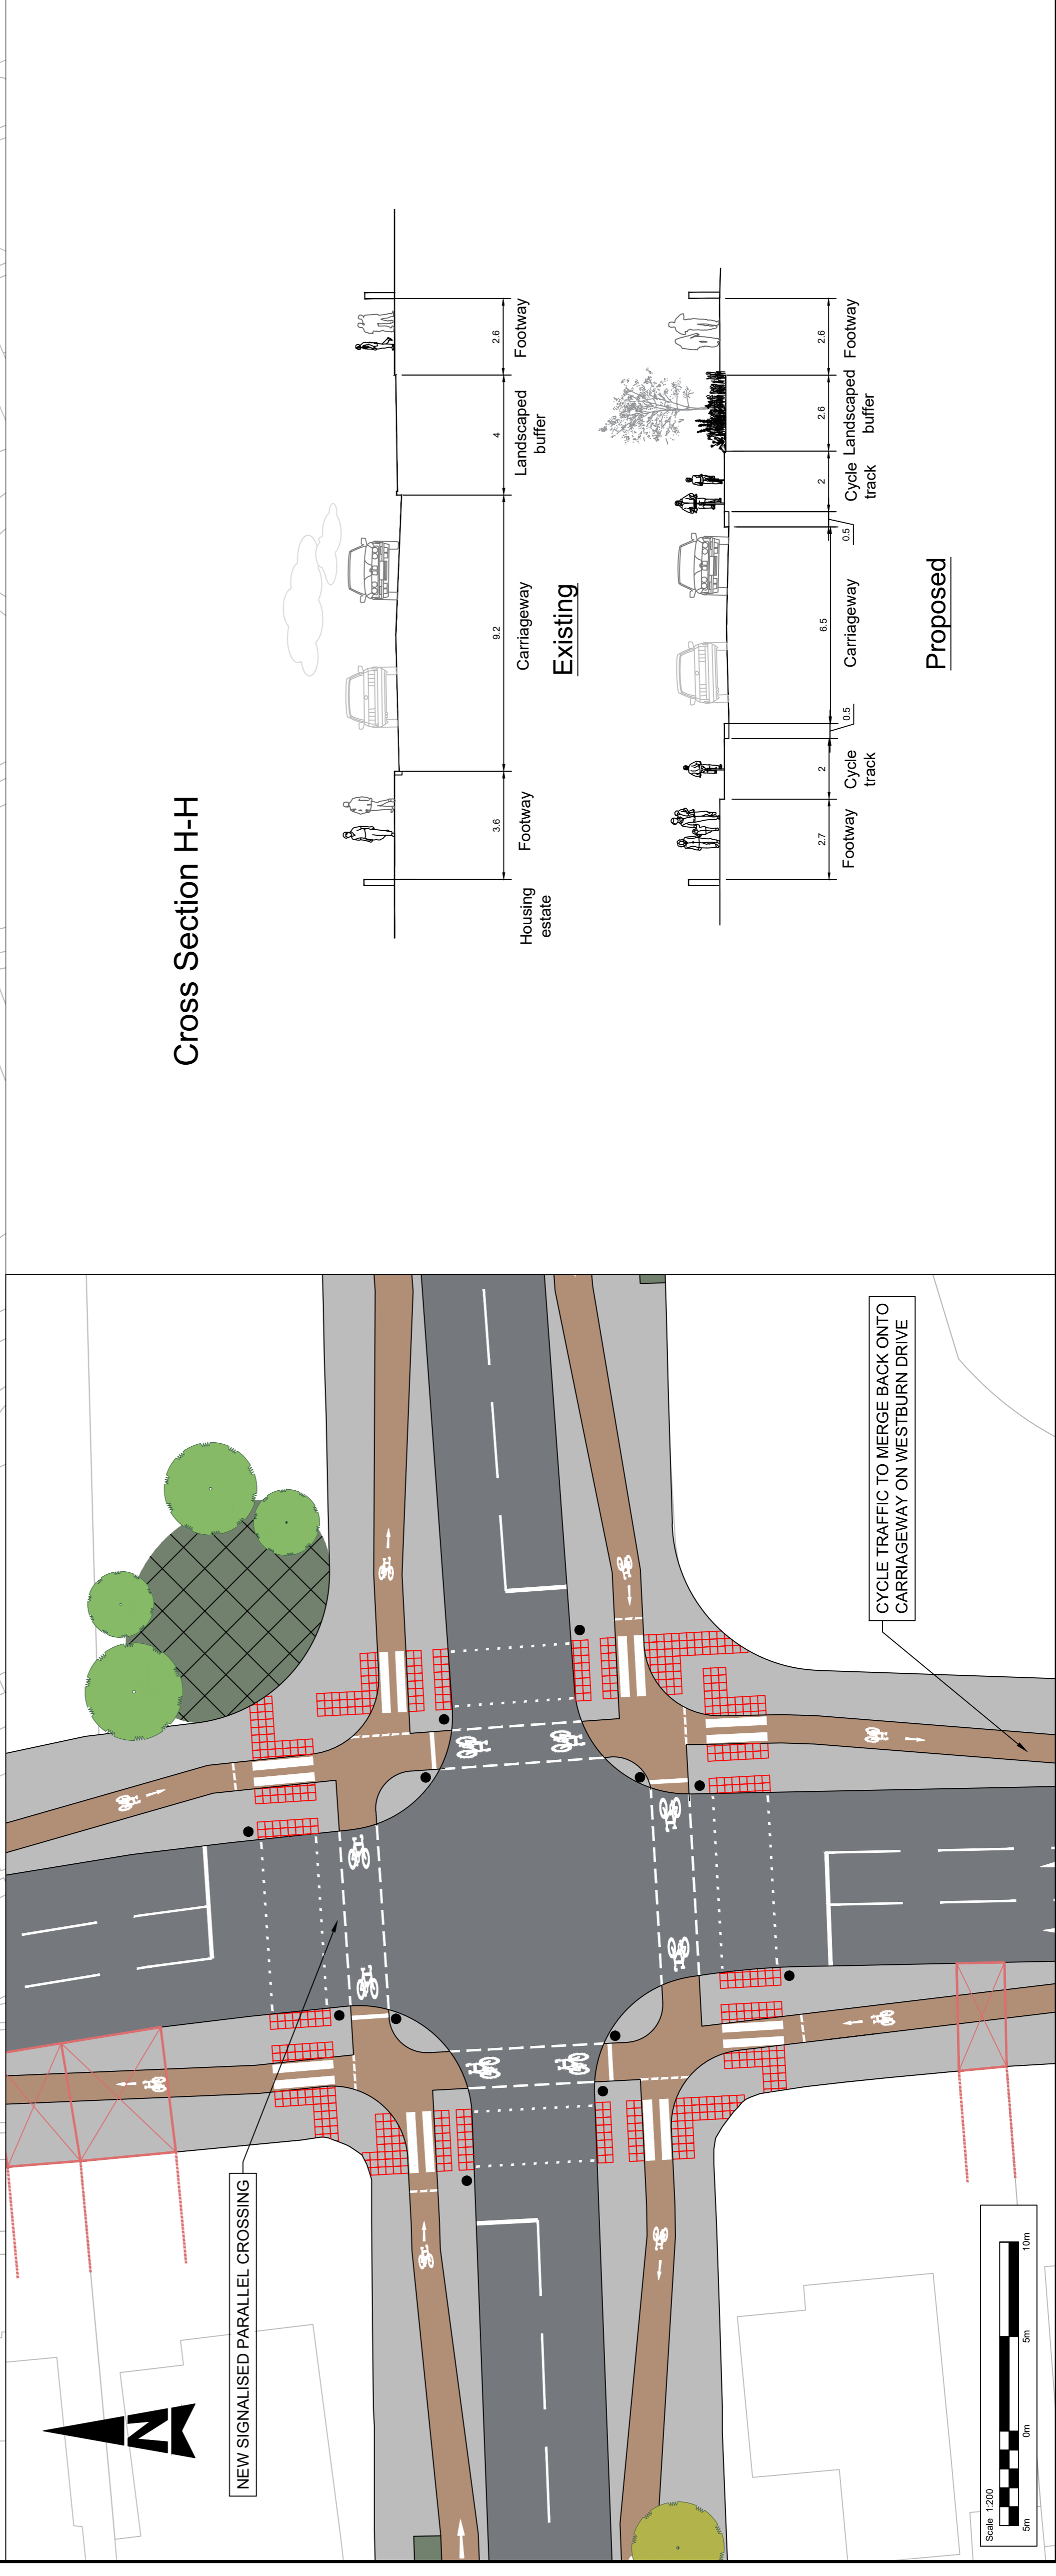 Cross Section H-H
3.6
9.2
4
2.6
Housing
estate
Footway
Carriageway
Landscaped
buffer
Footway
Existing
2.7
2
0.5
6.5
0.5
2
2.6
2.6
Footway
Cycle
track
Carriageway
Cycle
track
Landscaped
buffer
Footway
Proposed
N
NEW SIGNALISED PARALLEL CROSSING
CYCLE TRAFFIC TO MERGE BACK ONTO
CARRIAGEWAY ON WESTBURN DRIVE
Scale 1:200
5m
0m
5m
10m